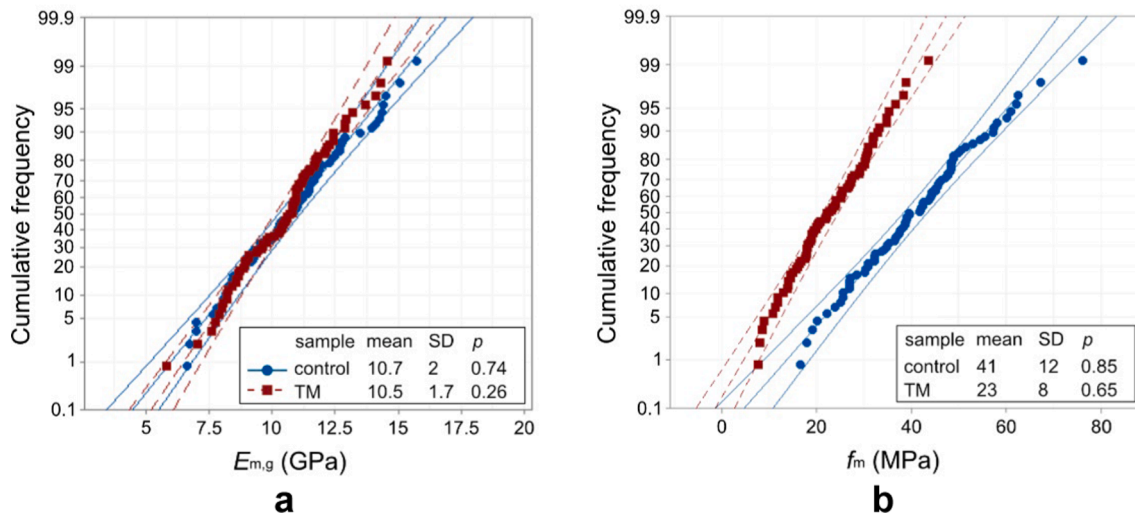 99.9
99
95
90
80
70
60
50
40
30
20
10
5
1
0.1
Cumulative frequency
sample mean SD p
control 10.7 2 0.74
TM 10.5 1.7 0.26
5 7.5 10 12.5 15 17.5 20
Em,g (GPa)
a
99.9
99
95
90
80
70
60
50
40
30
20
10
5
1
0.1
Cumulative frequency
sample mean SD p
control 41 12 0.85
TM 23 8 0.65
0 20 40 60 80
fm (MPa)
b